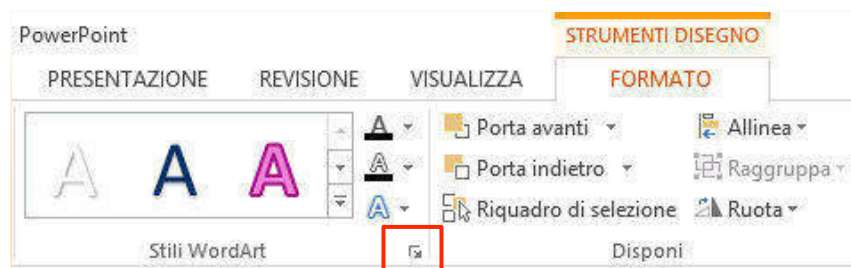 PowerPoint STRUMENTI DISEGNO
PRESENTAZIONE REVISIONE VISUALIZZA FORMATO
A A A A Porta avanti Allinea
A Porta indietro Raggruppa
A Riquadro di selezione Ruota
Stili WordArt Disponi